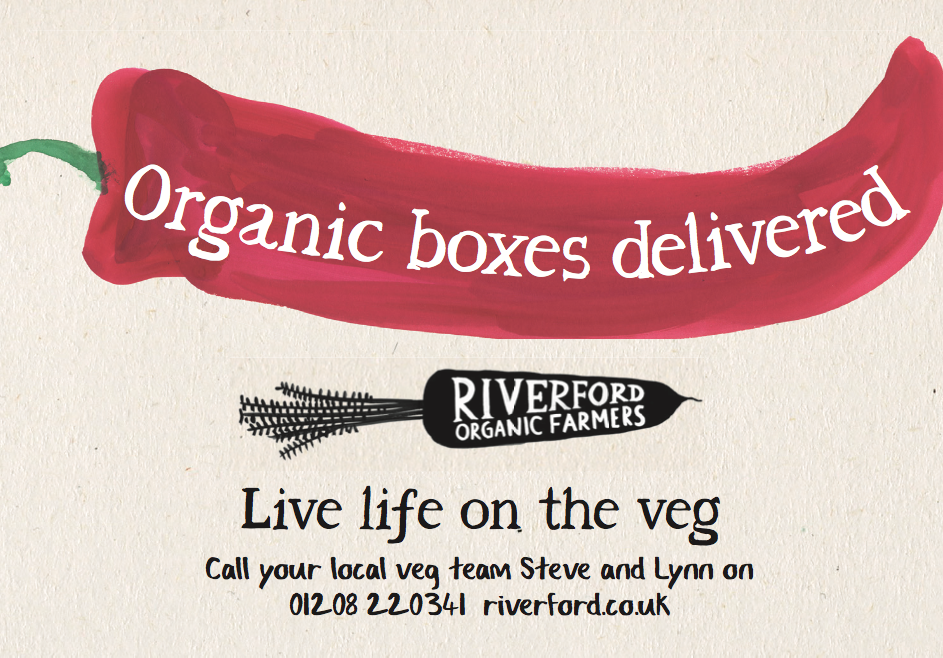 Organic boxes delivered
RIVERFORD
ORGANIC FARMERS
Live life on the veg
Call your local veg team Steve and Lynn on
01208 220341 riverford.co.uk